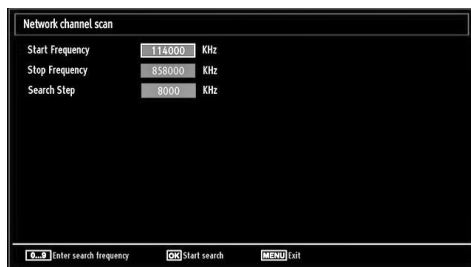 Network channel scan
Start Frequency 114000 KHz
Stop Frequency 858000 KHz
Search Step 8000 KHz
0...9 Enter search frequency OK Start search MENU Exit